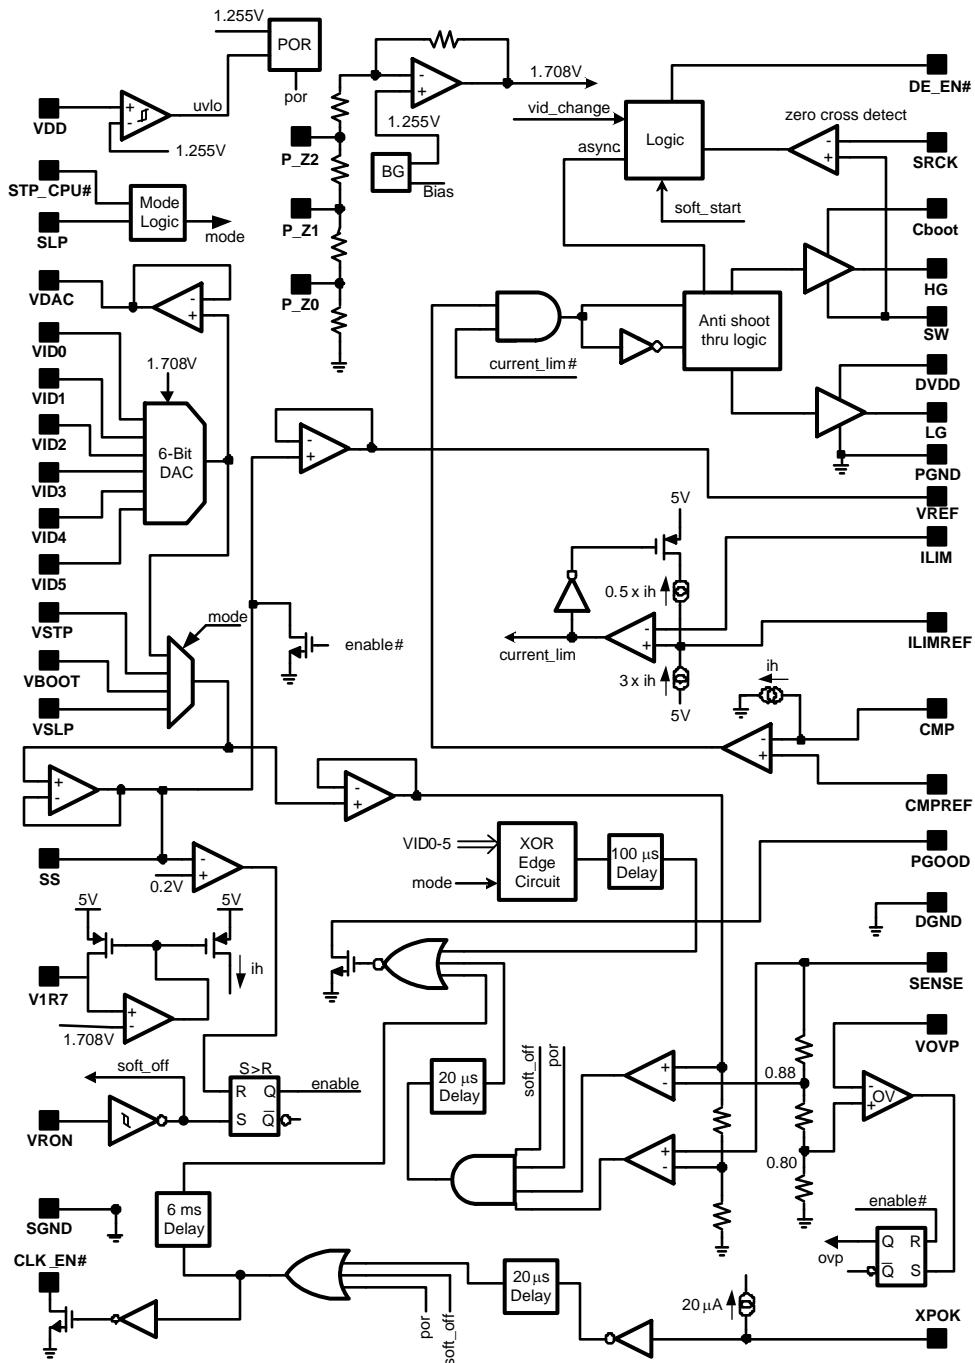 1.255V
POR
por
VDD
uvlo
1.255V
STP_CPU#
SLP
Mode
Logic
mode
VDAC
VID0
VID1
VID2
VID3
VID4
VID5
1.708V
6-Bit
DAC
VSTP
VBOOT
VSLP
mode
P_Z2
P_Z1
P_Z0
1.255V
BG
Bias
1.708V
vid_change
async
Logic
soft_start
zero cross detect
DE_EN#
SRCK
Cboot
HG
SW
Anti shoot
thru logic
current_lim#
DVDD
LG
PGND
VREF
5V
ILIM
0.5 x ih
current_lim
3 x ih
5V
ILIMREF
enable#
ih
CMP
CMPREF
SS
0.2V
VID0-5
mode
XOR
Edge
Circuit
100 µs
Delay
PGOOD
DGND
5V
5V
ih
V1R7
1.708V
SENSE
VOVP
soft_off
S>R
R
Q
S
Q
enable
VRON
20 µs
Delay
soft_off
por
0.88
0.80
OV
SGND
6 ms
Delay
enable#
Q
R
Q
S
ovp
CLK_EN#
por
soft_off
20µs
Delay
20 µA
XPOK